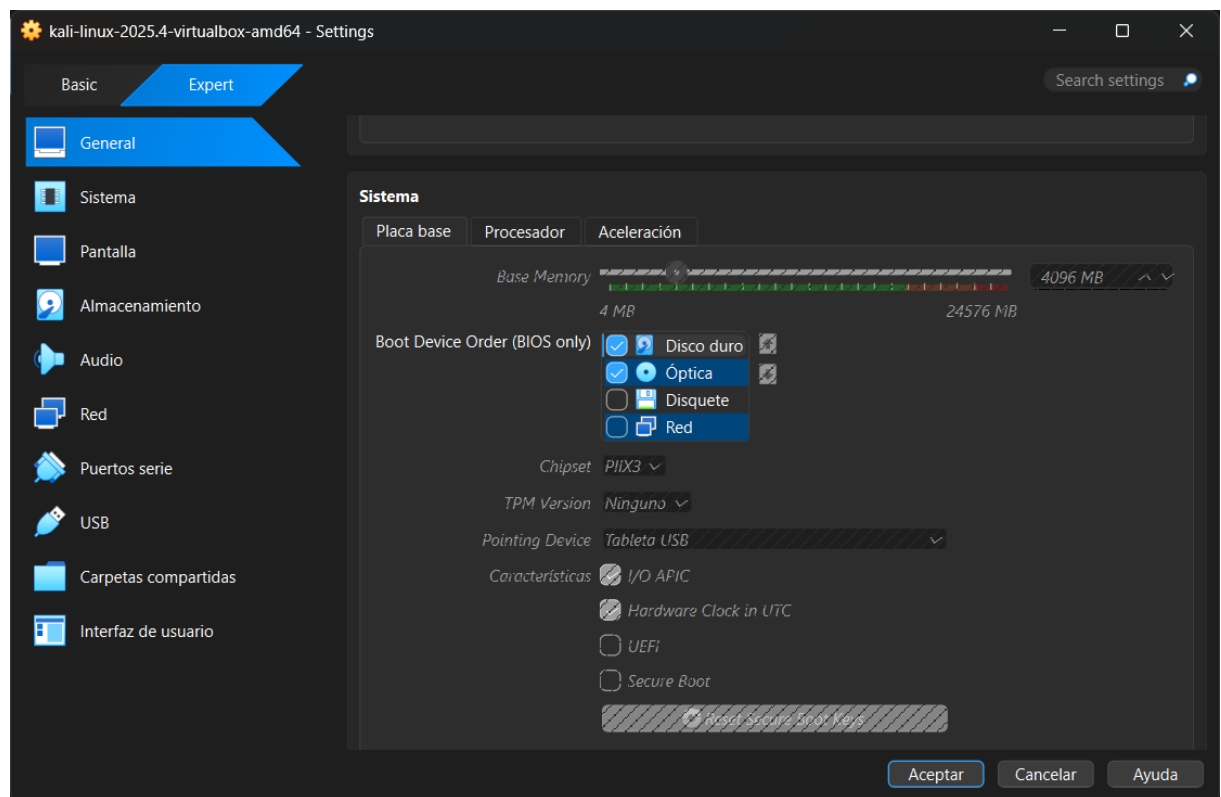 kali-linux-2025.4-virtualbox-amd64 - Settings
Basic
Expert
Search settings
General
Sistema
Pantalla
Almacenamiento
Audio
Red
Puertos serie
USB
Carpetas compartidas
Interfaz de usuario
Sistema
Placa base
Procesador
Aceleración
Base Memory
4096 MB
4 MB
24576 MB
Boot Device Order (BIOS only)
Disco duro
Óptica
Disquete
Red
Chipset
PIIX3
TPM Version
Ninguno
Pointing Device
Tableta USB
Características
I/O APIC
Hardware Clock in UTC
UEFI
Secure Boot
Reset Secure Boot Keys
Aceptar
Cancelar
Ayuda